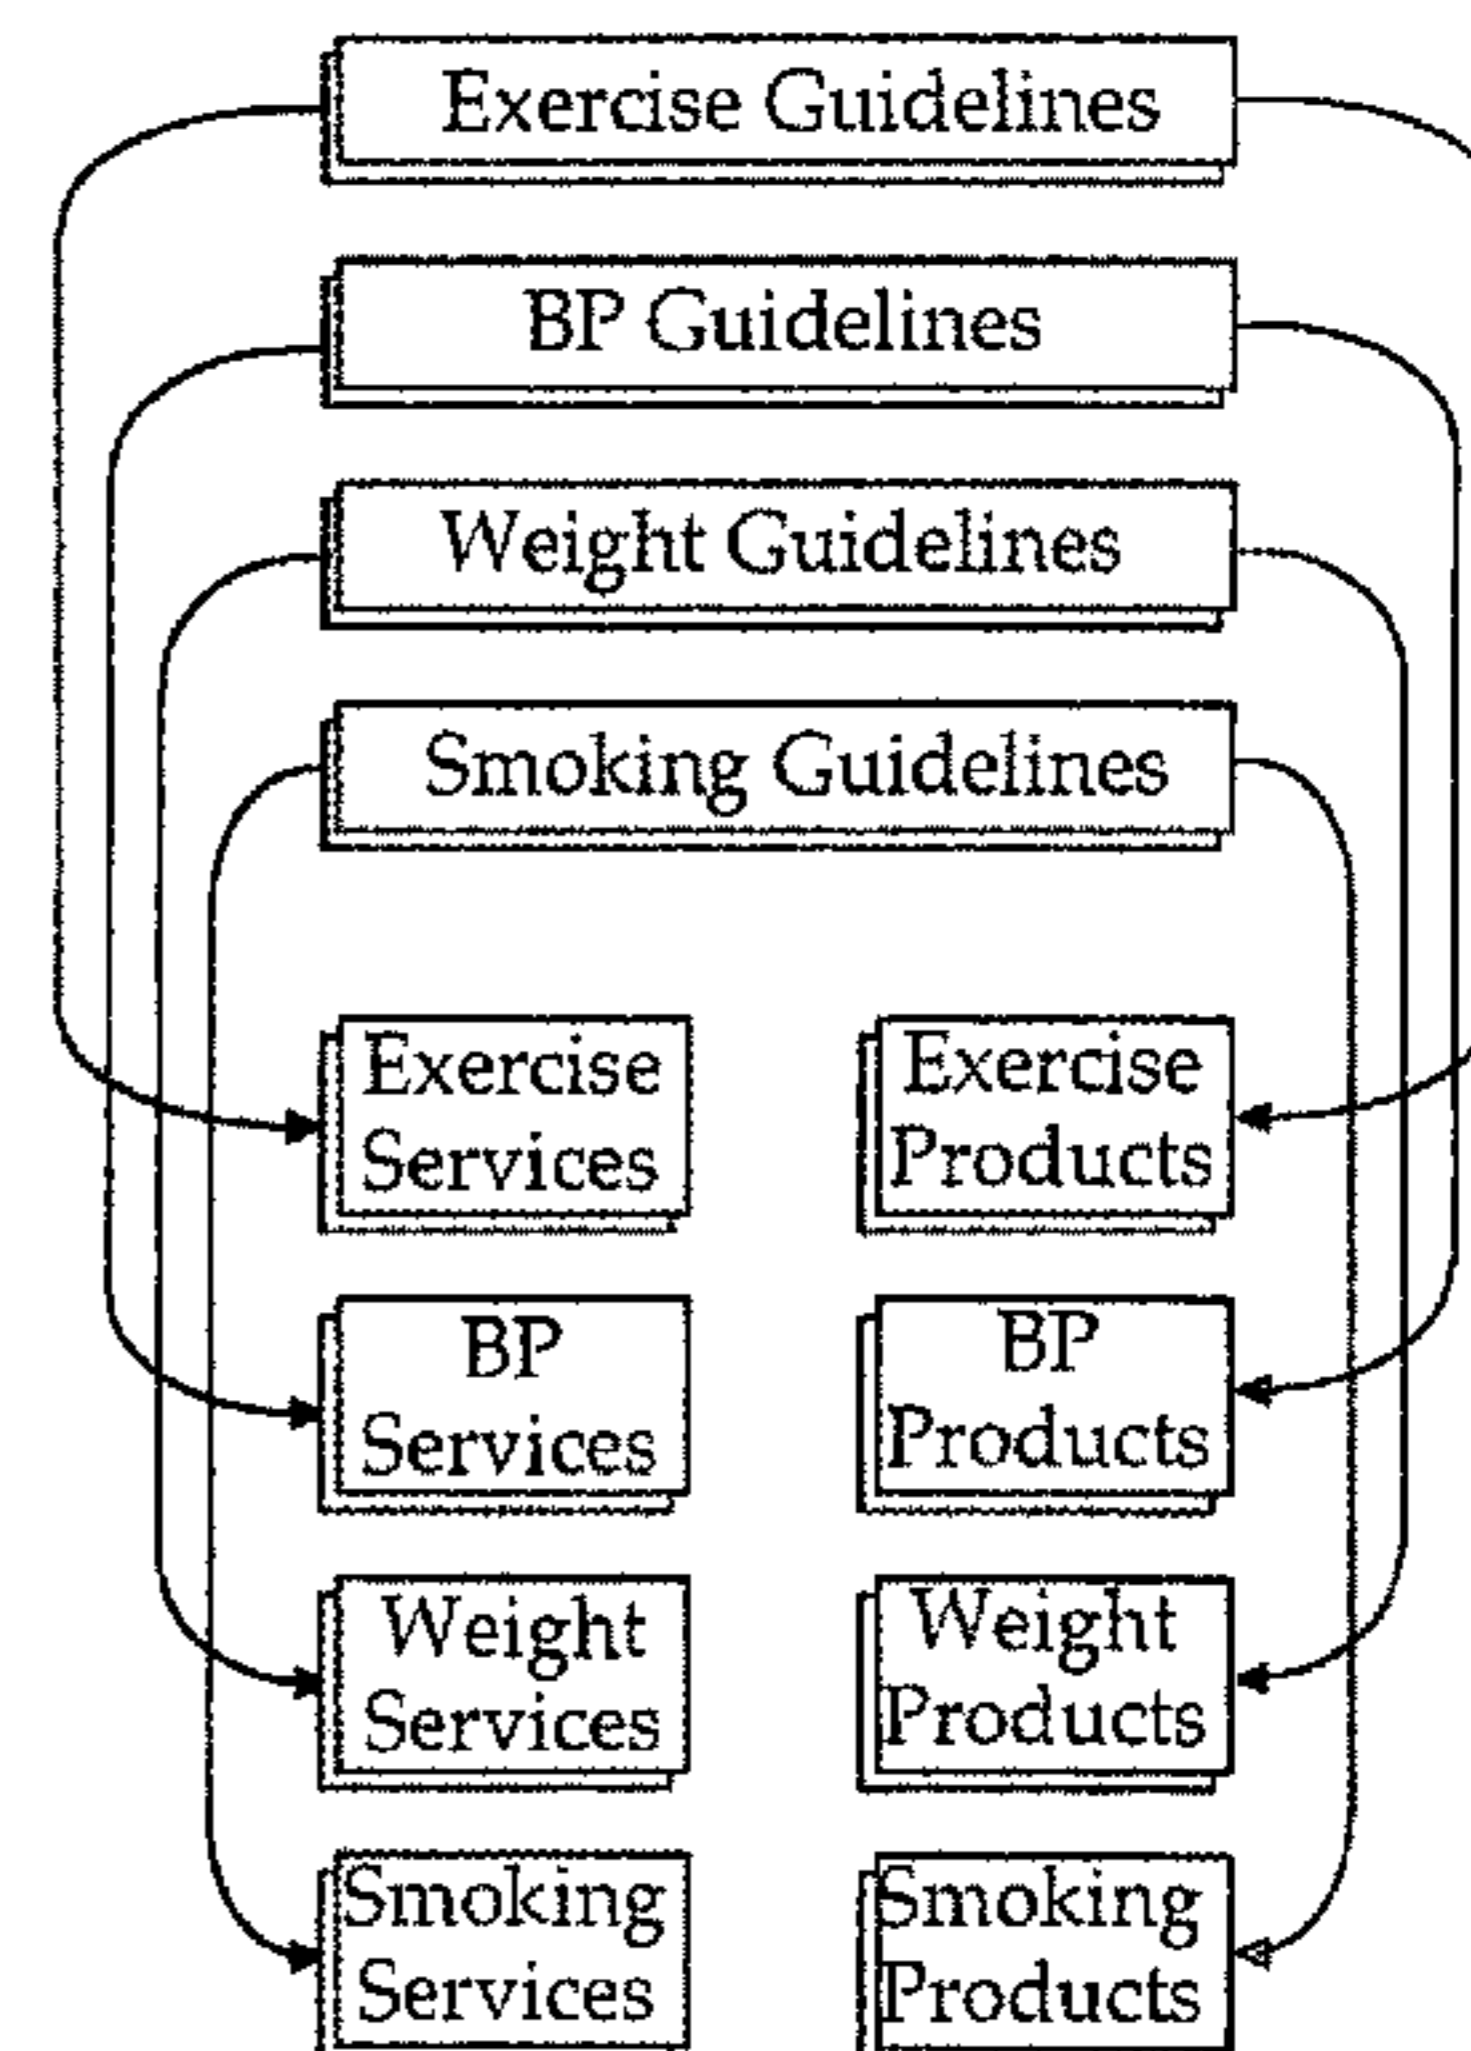 Exercise Guidelines
BP Guidelines
Weight Guidelines
Smoking Guidelines
Exercise
Services
Exercise
Products
BP
Services
BP
Products
Weight
Services
Weight
Products
Smoking
Services
Smoking
Products